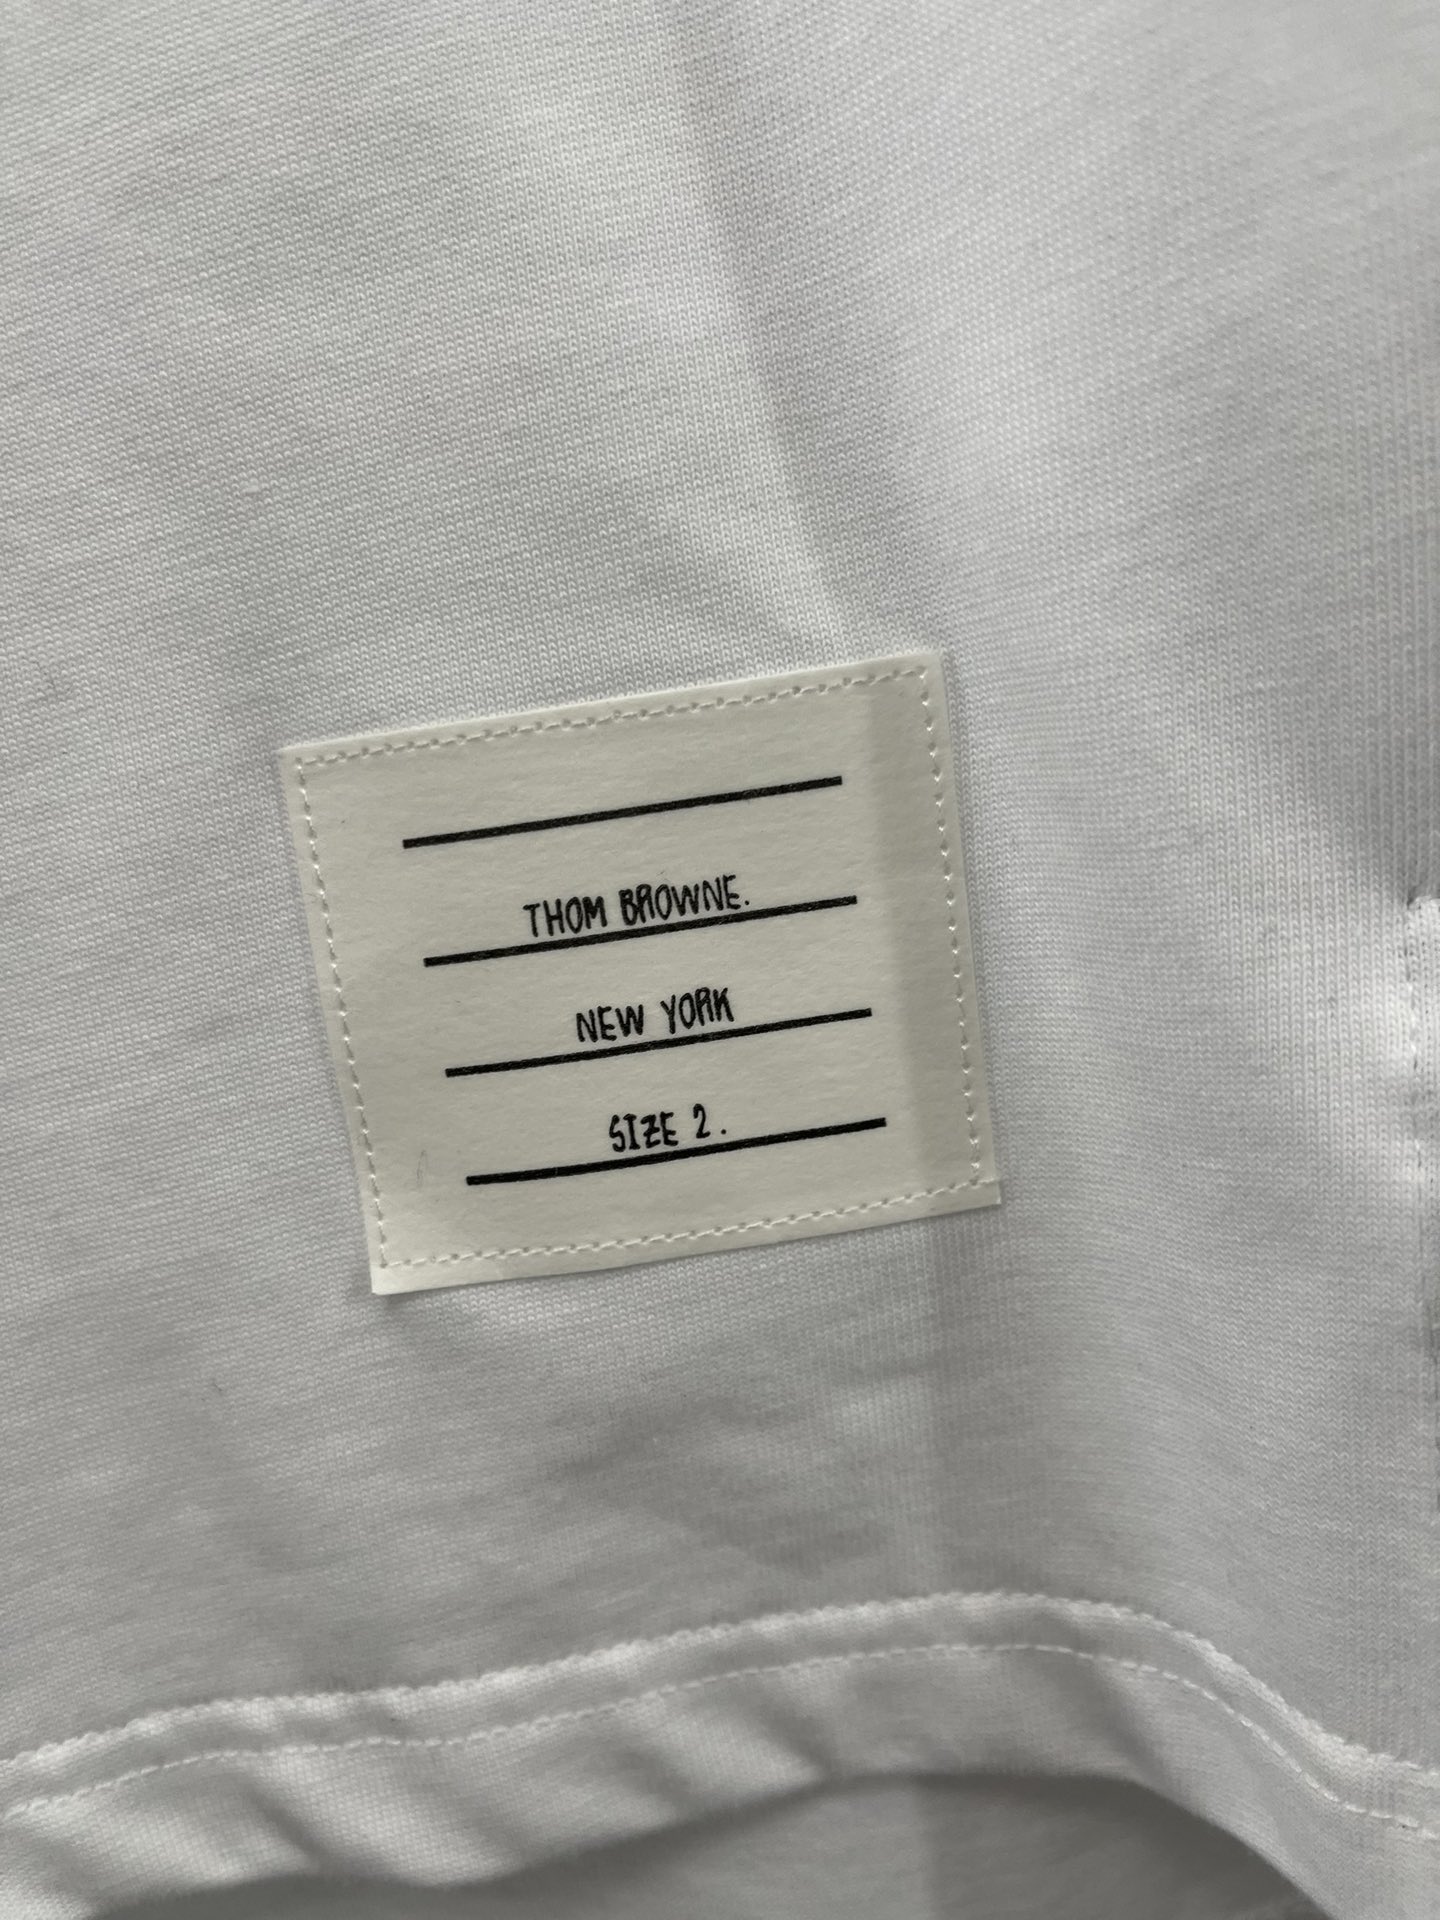 THOM BROWNE.
NEW YORK
SIZE 2.